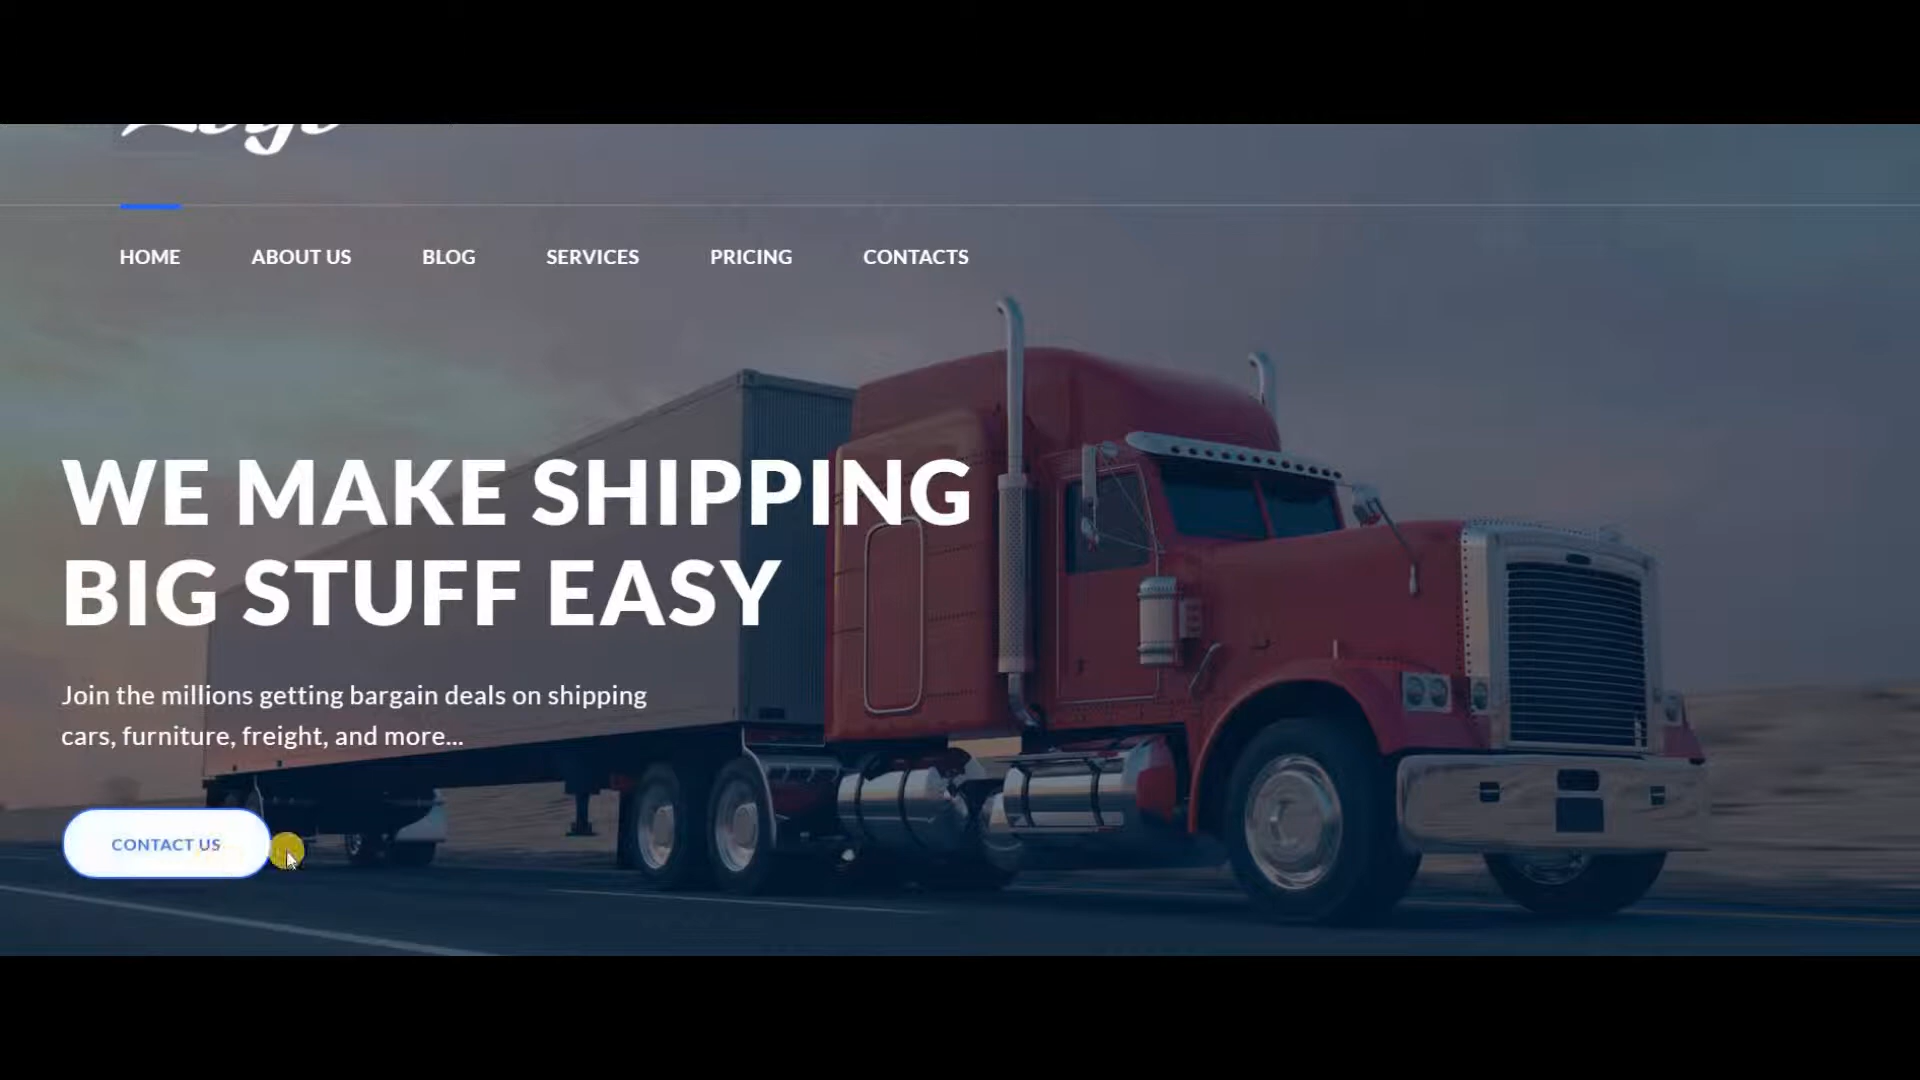 HOME ABOUT US BLOG SERVICES PRICING CONTACTS
WE MAKE SHIPPING
BIG STUFF EASY
Join the millions getting bargain deals on shipping
cars, furniture, freight, and more...
CONTACT US